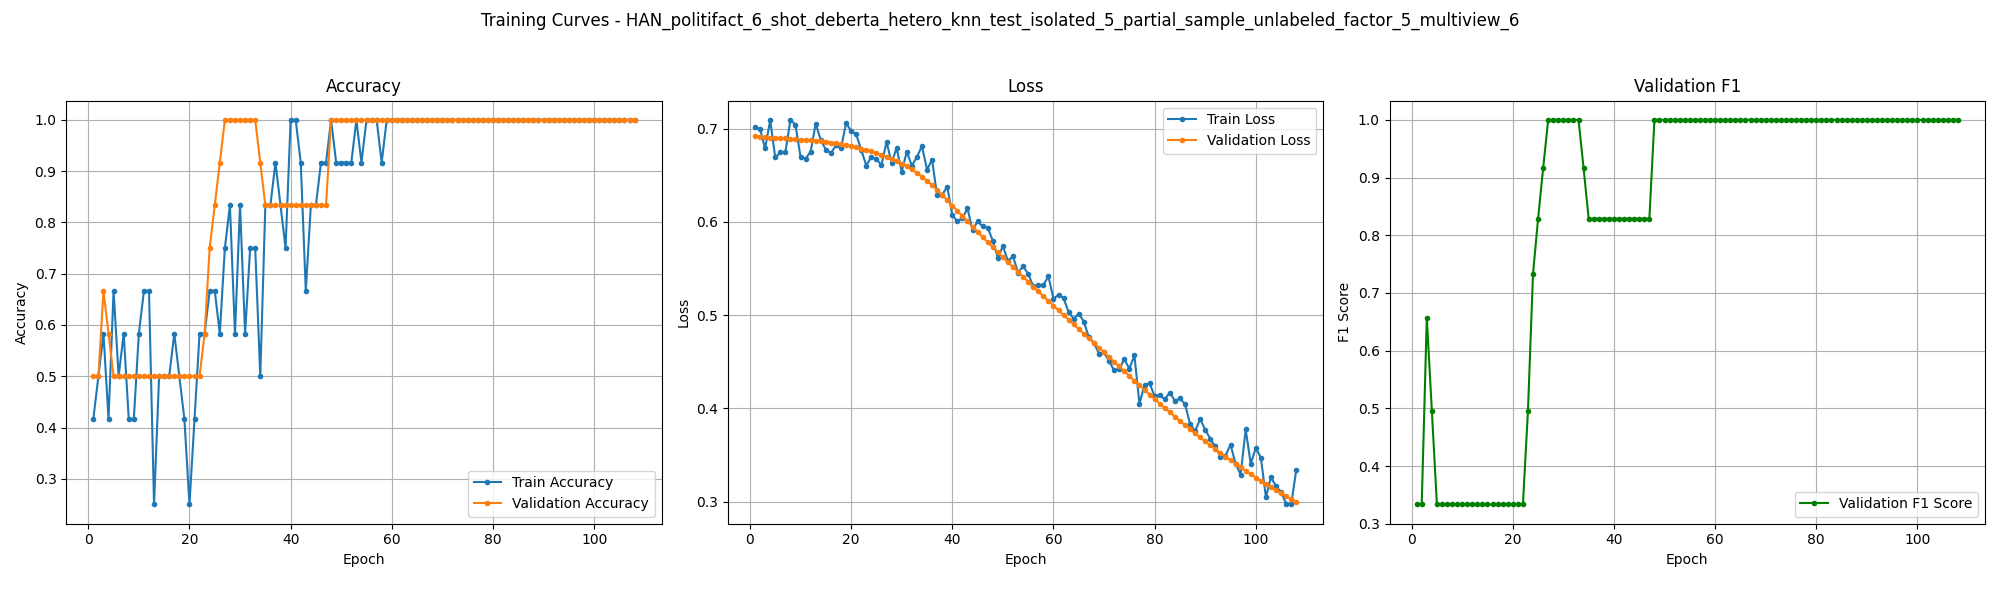 Training Curves - HAN_politifact_6_shot_deberta_hetero_knn_test_isolated_5_partial_sample_unlabeled_factor_5_multiview_6
Accuracy
1.0
0.9
0.8
0.7
0.6
0.5
0.4
0.3
Accuracy
0 20 40 60 80 100
Epoch
Train Accuracy
Validation Accuracy
Loss
0.7
0.6
0.5
0.4
0.3
Loss
0 20 40 60 80 100
Epoch
Train Loss
Validation Loss
Validation F1
1.0
0.9
0.8
0.7
0.6
0.5
0.4
0.3
F1 Score
0 20 40 60 80 100
Epoch
Validation F1 Score